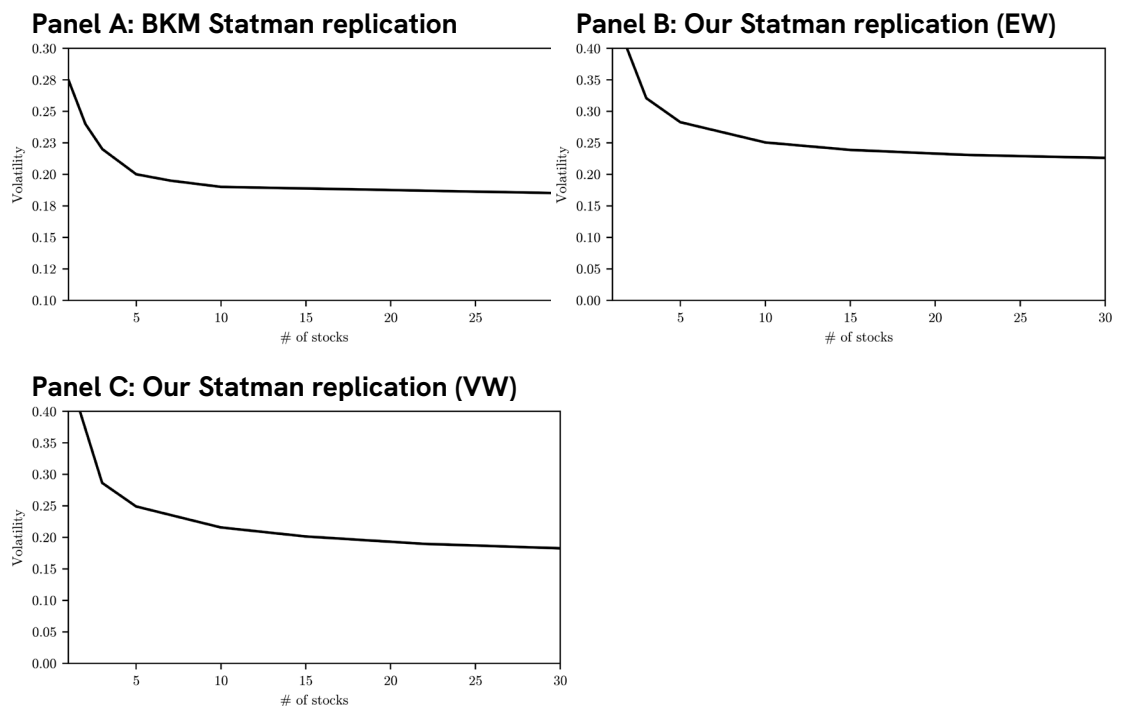 Panel A: BKM Statman replication
0.30
0.28
0.25
0.23
0.20
0.18
0.15
0.12
0.10
Volatility
5 10 15 20 25
# of stocks
Panel B: Our Statman replication (EW)
0.40
0.35
0.30
0.25
0.20
0.15
0.10
0.05
0.00
Volatility
5 10 15 20 25 30
# of stocks
Panel C: Our Statman replication (VW)
0.40
0.35
0.30
0.25
0.20
0.15
0.10
0.05
0.00
Volatility
5 10 15 20 25 30
# of stocks